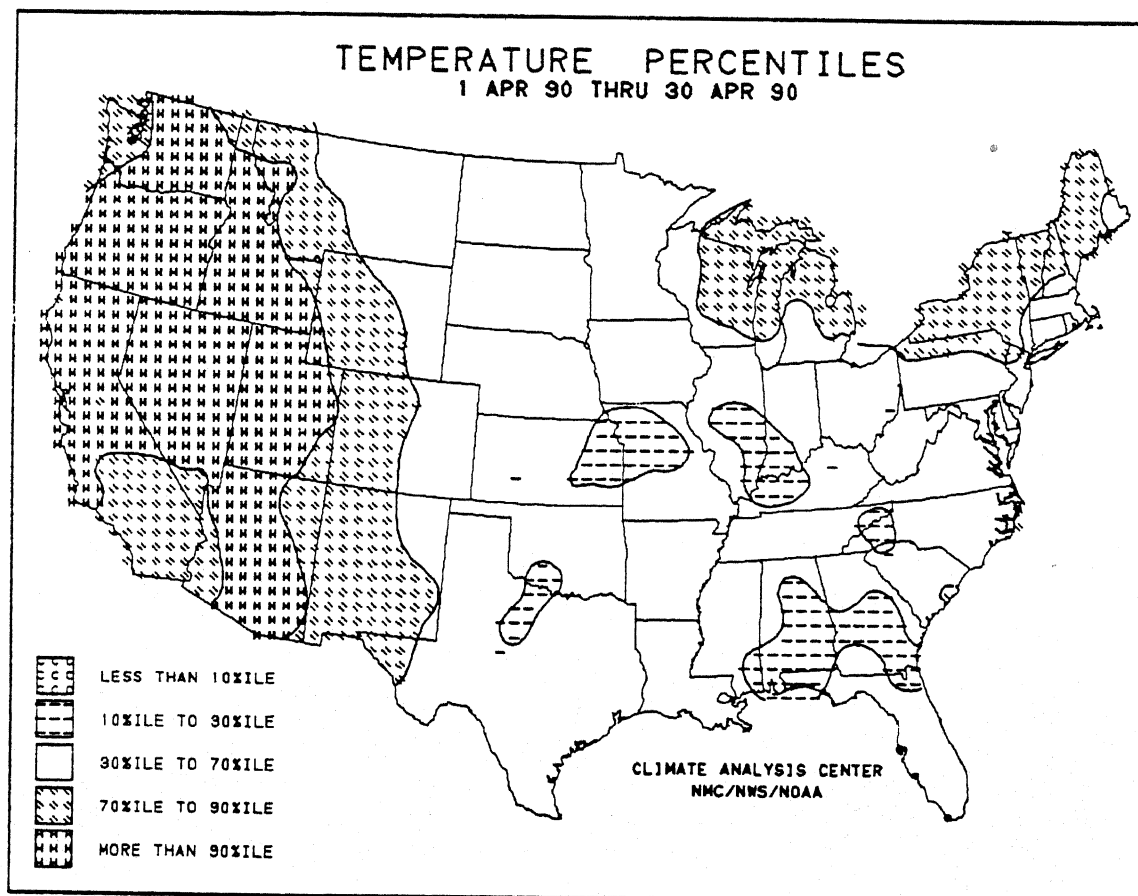 TEMPERATURE PERCENTILES
1 APR 90 THRU 30 APR 90
LESS THAN 10%ILE
10%ILE TO 30%ILE
30%ILE TO 70%ILE
70%ILE TO 90%ILE
MORE THAN 90%ILE
CLIMATE ANALYSIS CENTER
NMC/NWS/NOAA